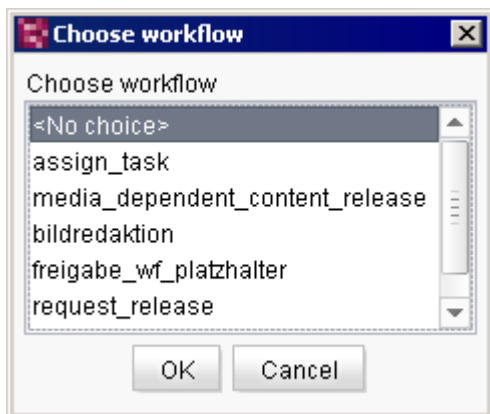 Choose workflow
Choose workflow
<No choice>
assign_task
media_dependent_content_release
bildredaktion
freigabe_wf_platzhalter
request_release
OK Cancel